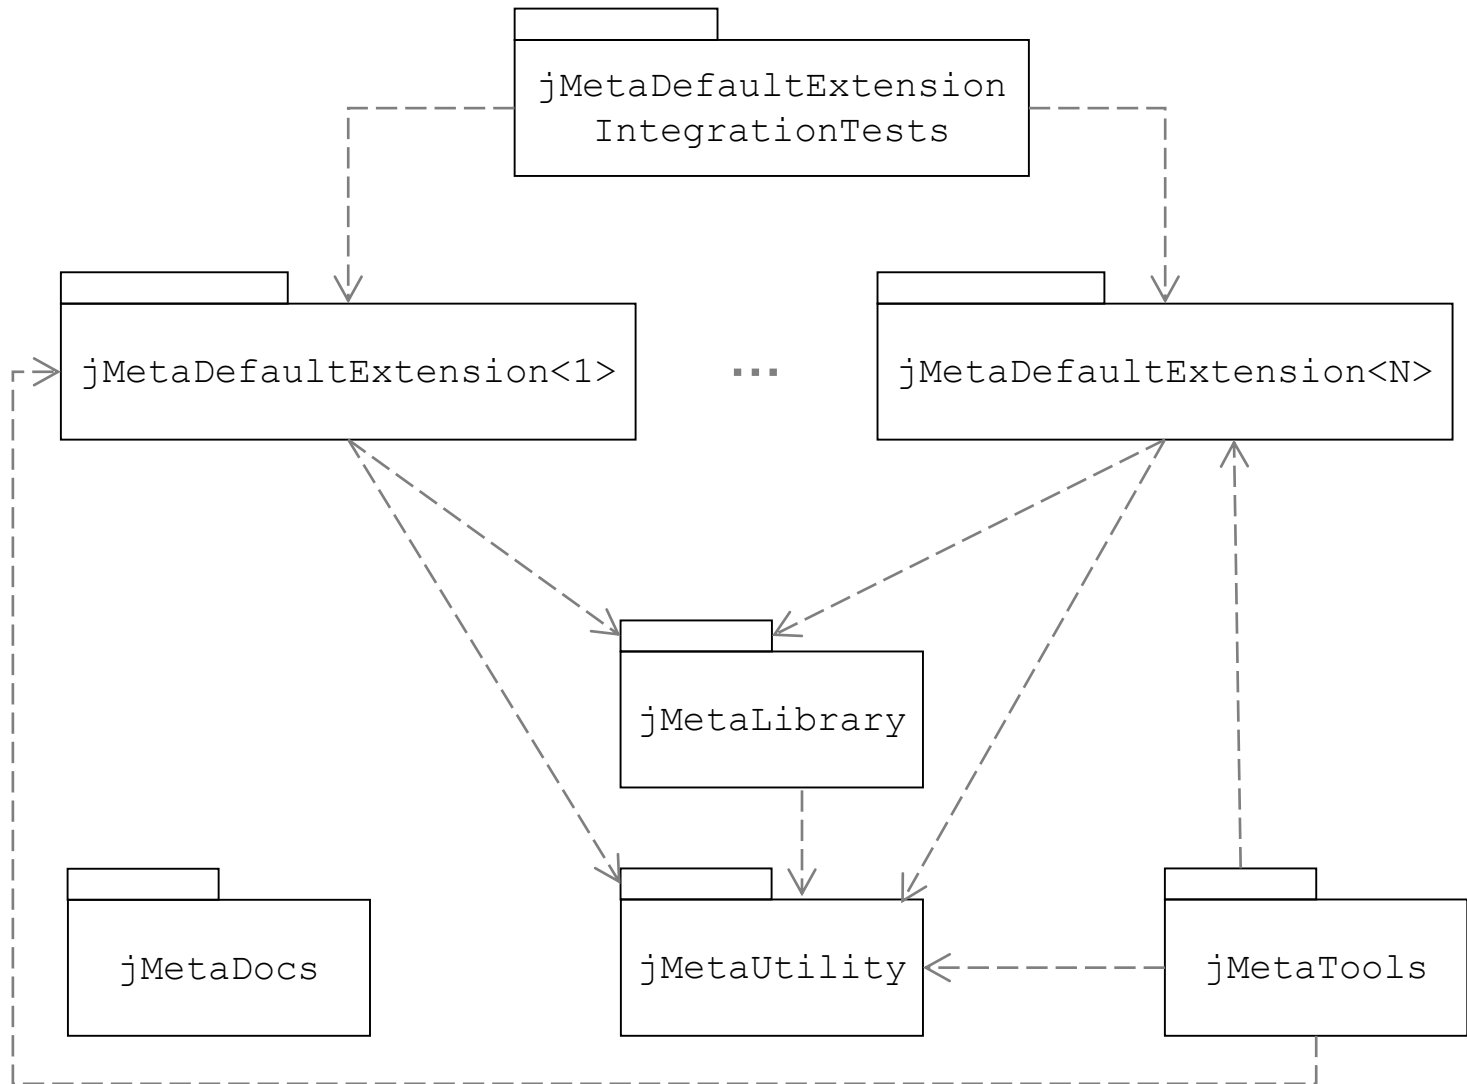 jMetaDefaultExtension
IntegrationTests
jMetaDefaultExtension<1>
...
jMetaDefaultExtension<N>
jMetaLibrary
jMetaDocs
jMetaUtility
jMetaTools